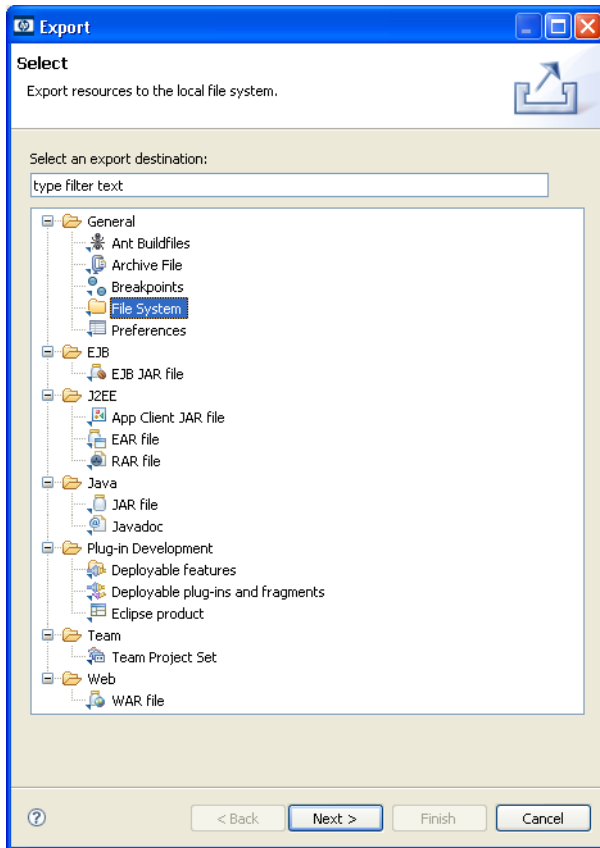 Export
Select
Export resources to the local file system.
Select an export destination:
type filter text
General
Ant Buildfiles
Archive File
Breakpoints
File System
Preferences
EJB
EJB JAR file
J2EE
App Client JAR file
EAR file
RAR file
Java
JAR file
Javadoc
Plug-in Development
Deployable features
Deployable plug-ins and fragments
Eclipse product
Team
Team Project Set
Web
WAR file
< Back Next > Finish Cancel